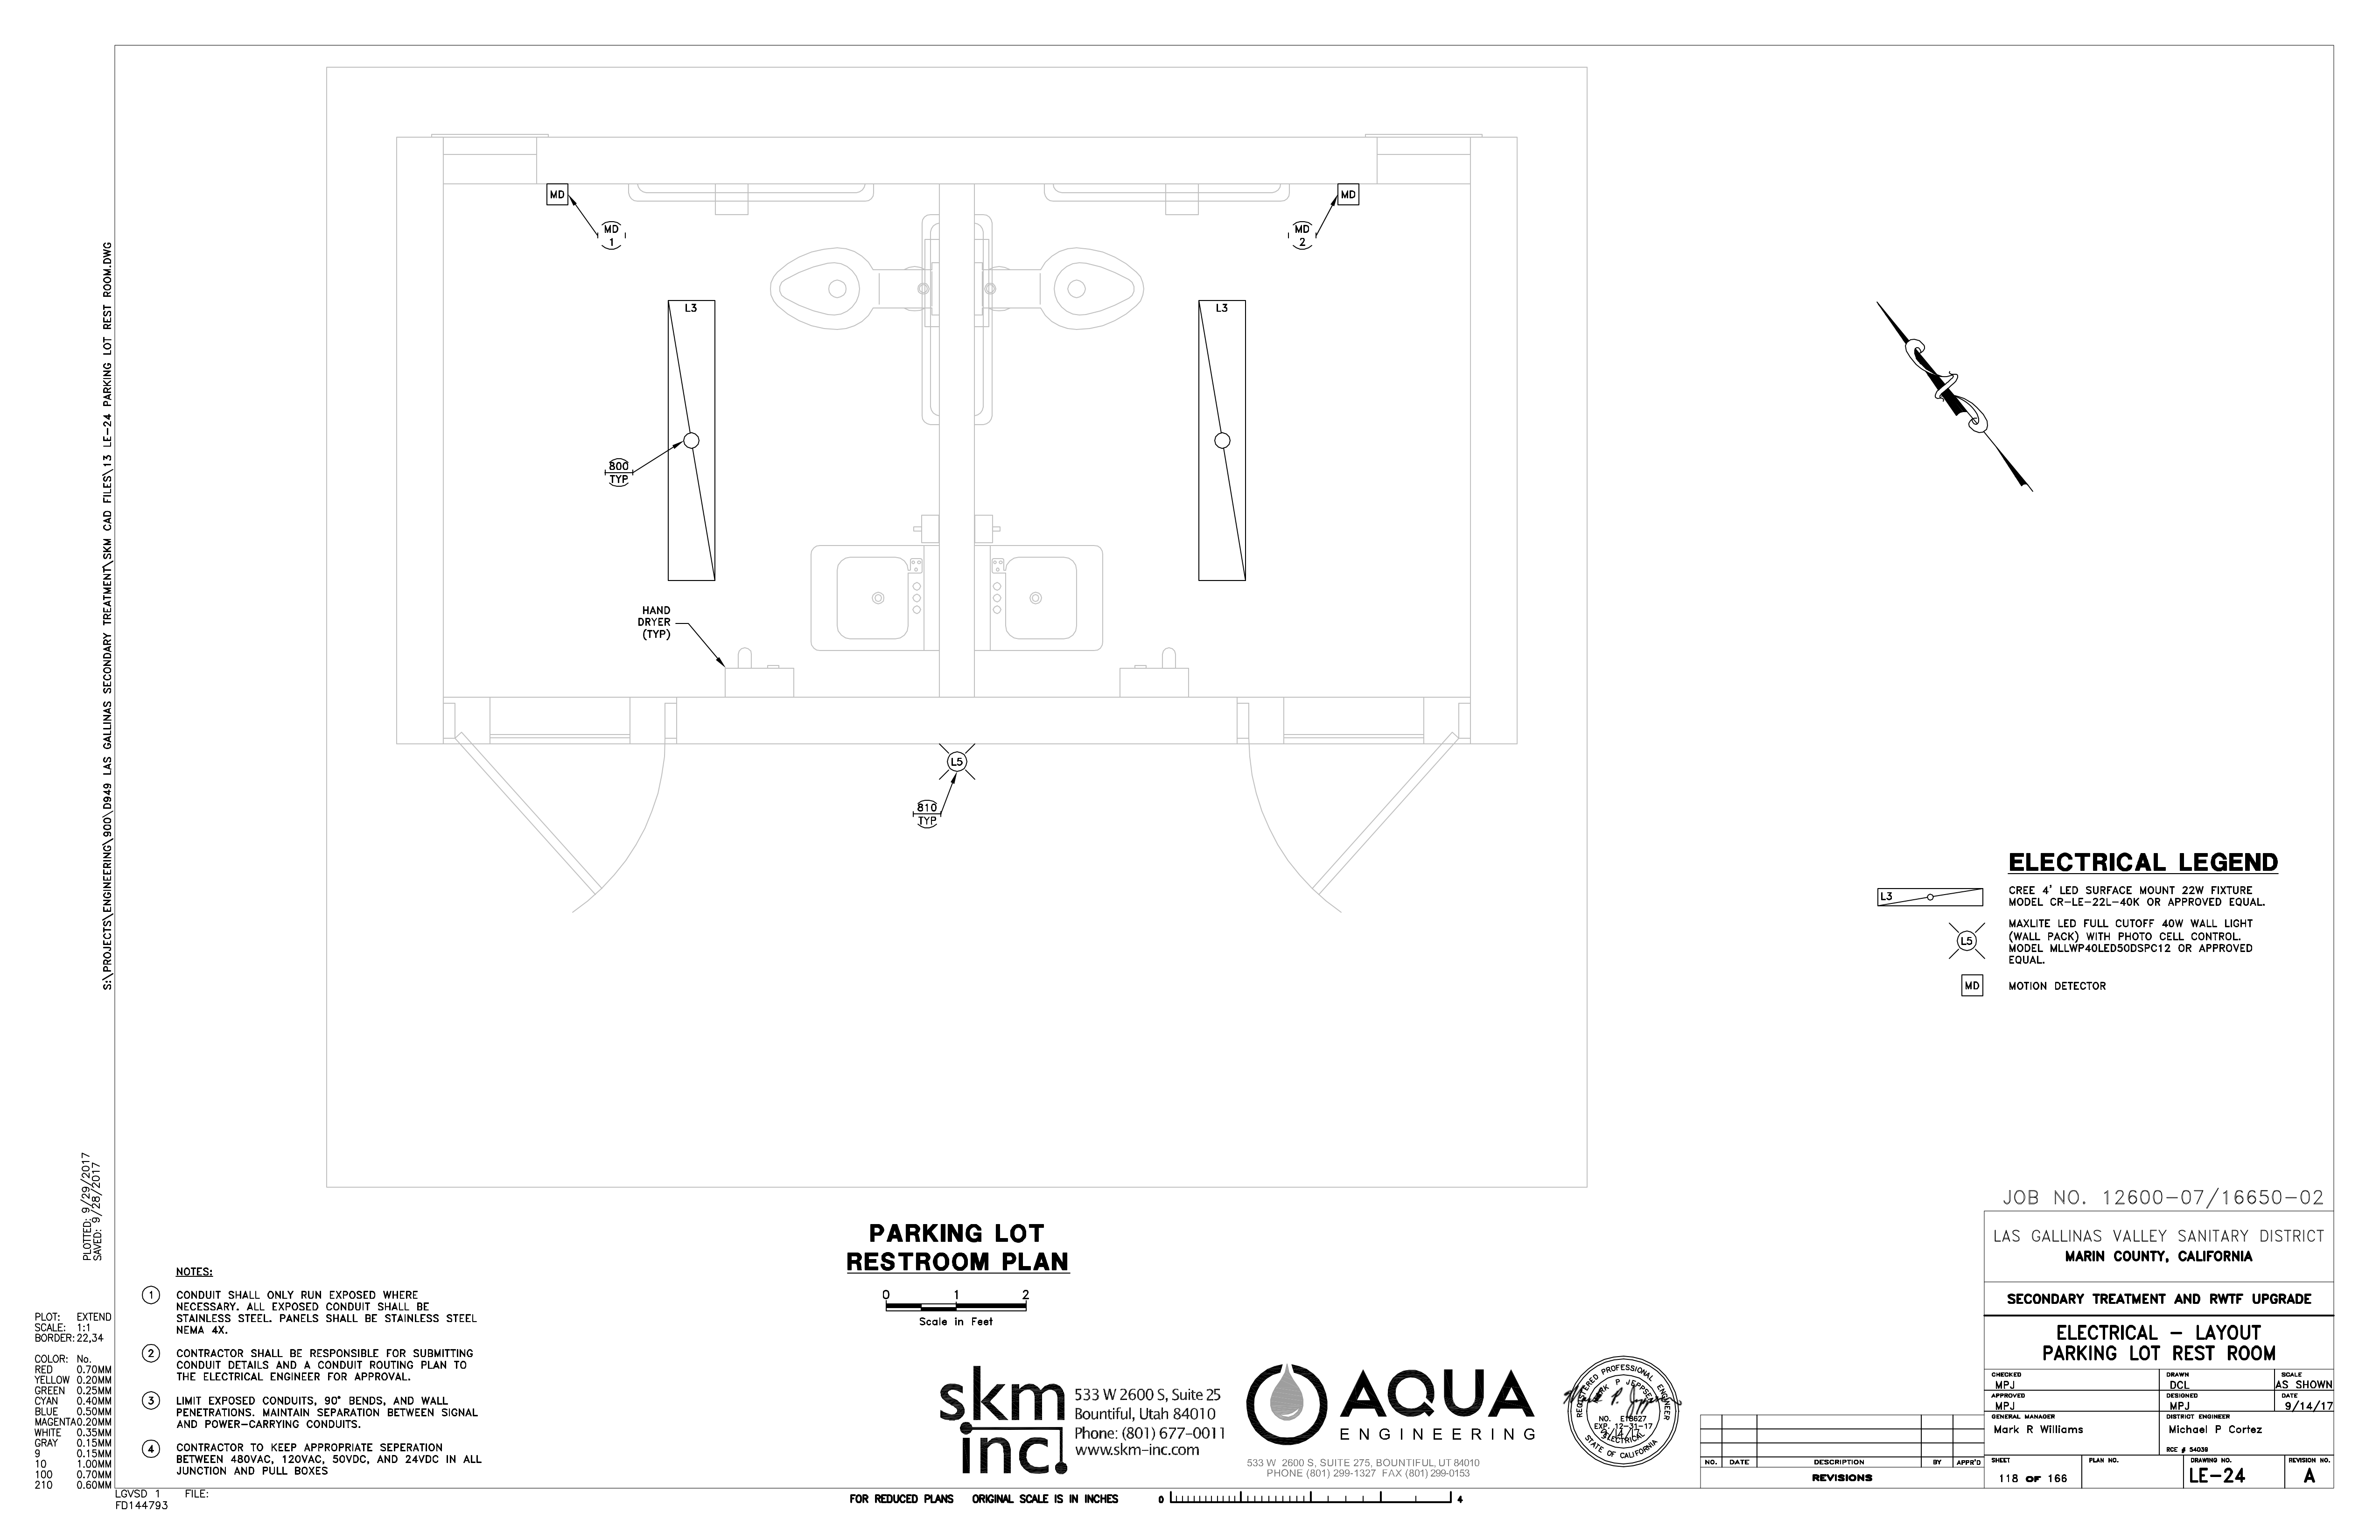 S:\PROJECTS\ENGINEERING\900\D949 LAS GALLINAS SECONDARY TREATMENT\SKM CAD FILES\13 LE-24 PARKING LOT REST ROOM.DWG
MD
MD
MD
1
MD
2
L3
L3
800
TYP
HAND
DRYER
(TYP)
L5
810
TYP
ELECTRICAL LEGEND
L3
CREE 4' LED SURFACE MOUNT 22W FIXTURE
MODEL CR-LE-22L-40K OR APPROVED EQUAL.
L5
MAXLITE LED FULL CUTOFF 40W WALL LIGHT
(WALL PACK) WITH PHOTO CELL CONTROL.
MODEL MLLWP40LED50DSPC12 OR APPROVED
EQUAL.
MD
MOTION DETECTOR
PLOTTED: 9/29/2017
SAVED: 9/28/2017
PARKING LOT
RESTROOM PLAN
0 1 2
Scale in Feet
NOTES:
1 CONDUIT SHALL ONLY RUN EXPOSED WHERE
NECESSARY. ALL EXPOSED CONDUIT SHALL BE
STAINLESS STEEL. PANELS SHALL BE STAINLESS STEEL
NEMA 4X.
2 CONTRACTOR SHALL BE RESPONSIBLE FOR SUBMITTING
CONDUIT DETAILS AND A CONDUIT ROUTING PLAN TO
THE ELECTRICAL ENGINEER FOR APPROVAL.
3 LIMIT EXPOSED CONDUITS, 90° BENDS, AND WALL
PENETRATIONS. MAINTAIN SEPARATION BETWEEN SIGNAL
AND POWER-CARRYING CONDUITS.
4 CONTRACTOR TO KEEP APPROPRIATE SEPERATION
BETWEEN 480VAC, 120VAC, 50VDC, AND 24VDC IN ALL
JUNCTION AND PULL BOXES
PLOT: EXTEND
SCALE: 1:1
BORDER: 22,34
COLOR: No.
RED 0.70MM
YELLOW 0.20MM
GREEN 0.25MM
CYAN 0.40MM
BLUE 0.50MM
MAGENTA 0.20MM
WHITE 0.35MM
GRAY 0.15MM
9 0.15MM
10 1.00MM
100 0.70MM
210 0.60MM
LGVSD 1 FILE:
FD144793
skm
inc.
533 W 2600 S, Suite 25
Bountiful, Utah 84010
Phone: (801) 677-0011
www.skm-inc.com
AQUA
ENGINEERING
533 W 2600 S, SUITE 275, BOUNTIFUL, UT 84010
PHONE (801) 299-1327 FAX (801) 299-0153
REGISTERED PROFESSIONAL ENGINEER
MARK P JEPPSEN
NO. E18627
EXP. 12-31-17
ELECTRICAL
STATE OF CALIFORNIA
FOR REDUCED PLANS ORIGINAL SCALE IS IN INCHES 0 4
NO. DATE DESCRIPTION BY APPR'D
REVISIONS
JOB NO. 12600-07/16650-02
LAS GALLINAS VALLEY SANITARY DISTRICT
MARIN COUNTY, CALIFORNIA
SECONDARY TREATMENT AND RWTF UPGRADE
ELECTRICAL - LAYOUT
PARKING LOT REST ROOM
CHECKED MPJ
DRAWN DCL
SCALE AS SHOWN
APPROVED MPJ
DESIGNED MPJ
DATE 9/14/17
GENERAL MANAGER
Mark R Williams
DISTRICT ENGINEER
Michael P Cortez
RCE # 54039
SHEET 118 OF 166
PLAN NO.
DRAWING NO. LE-24
REVISION NO. A